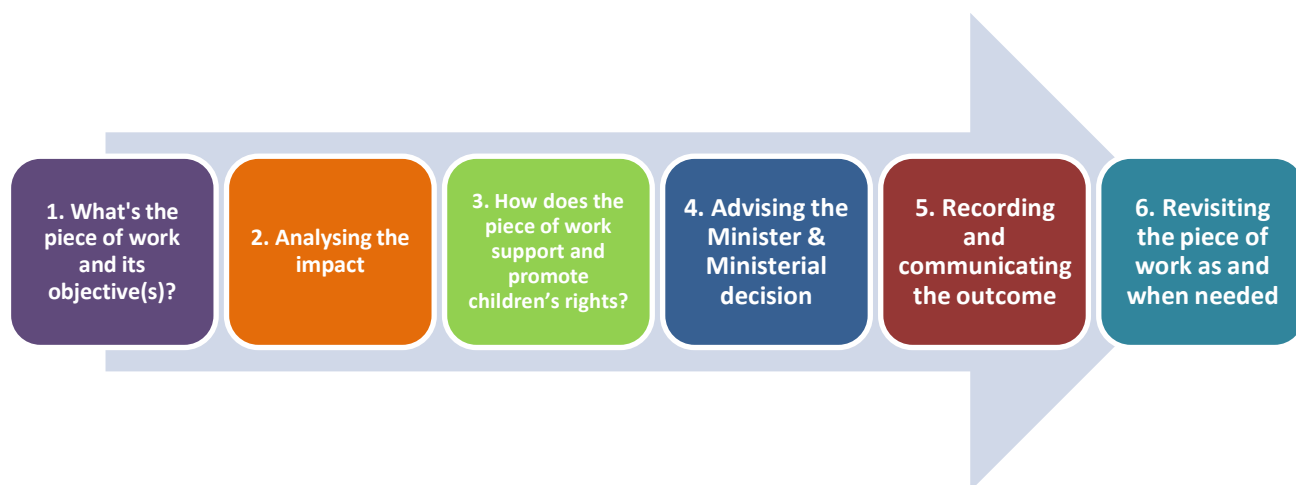 1. What's the
piece of work
and its
objective(s)?
2. Analysing the
impact
3. How does the
piece of work
support and
promote
children’s rights?
4. Advising the
Minister &
Ministerial
decision
5. Recording
and
communicating
the outcome
6. Revisiting
the piece of
work as and
when needed